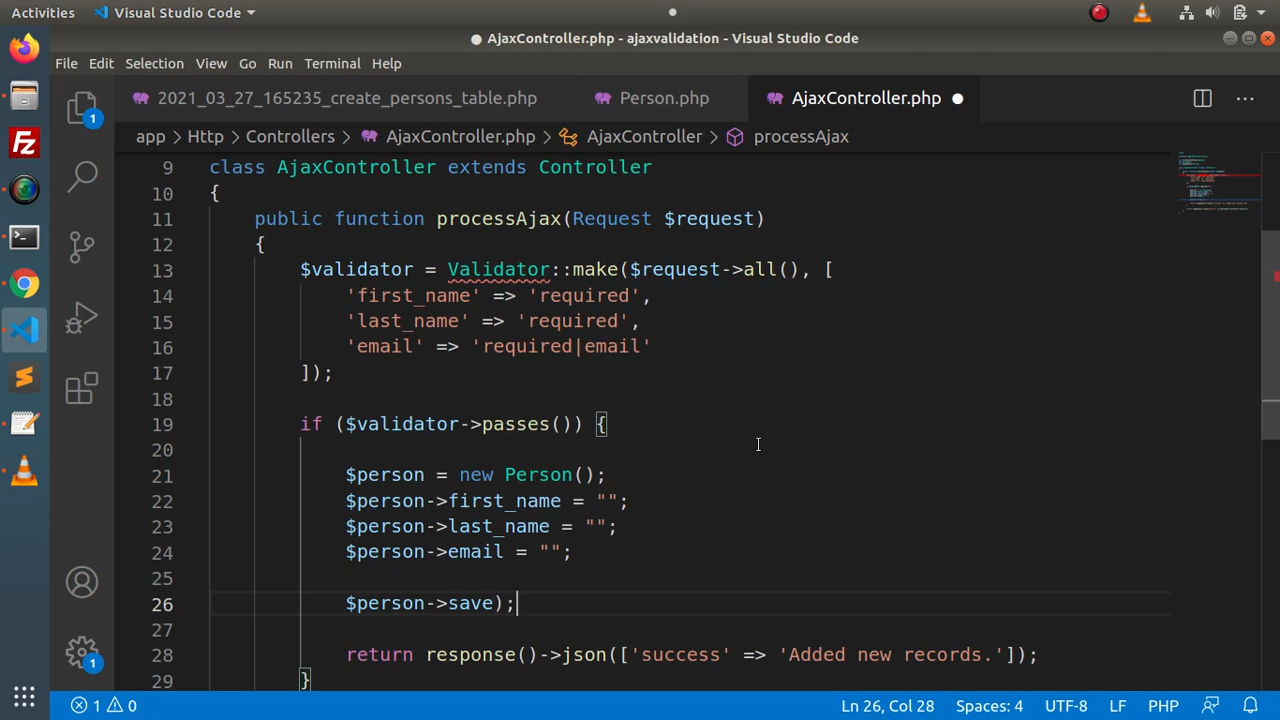 Activities Visual Studio Code
AjaxController.php - ajaxvalidation - Visual Studio Code
File Edit Selection View Go Run Terminal Help
2021_03_27_165235_create_persons_table.php Person.php AjaxController.php
app > Http > Controllers > AjaxController.php > AjaxController > processAjax
9 class AjaxController extends Controller
10 {
11 public function processAjax(Request $request)
12 {
13 $validator = Validator::make($request->all(), [
14 'first_name' => 'required',
15 'last_name' => 'required',
16 'email' => 'required|email'
17 ]);
18
19 if ($validator->passes()) {
20
21 $person = new Person();
22 $person->first_name = "";
23 $person->last_name = "";
24 $person->email = "";
25
26 $person->save);
27
28 return response()->json(['success' => 'Added new records.']);
29 }
1
1
Fz
1 0 Ln 26, Col 28 Spaces: 4 UTF-8 LF PHP